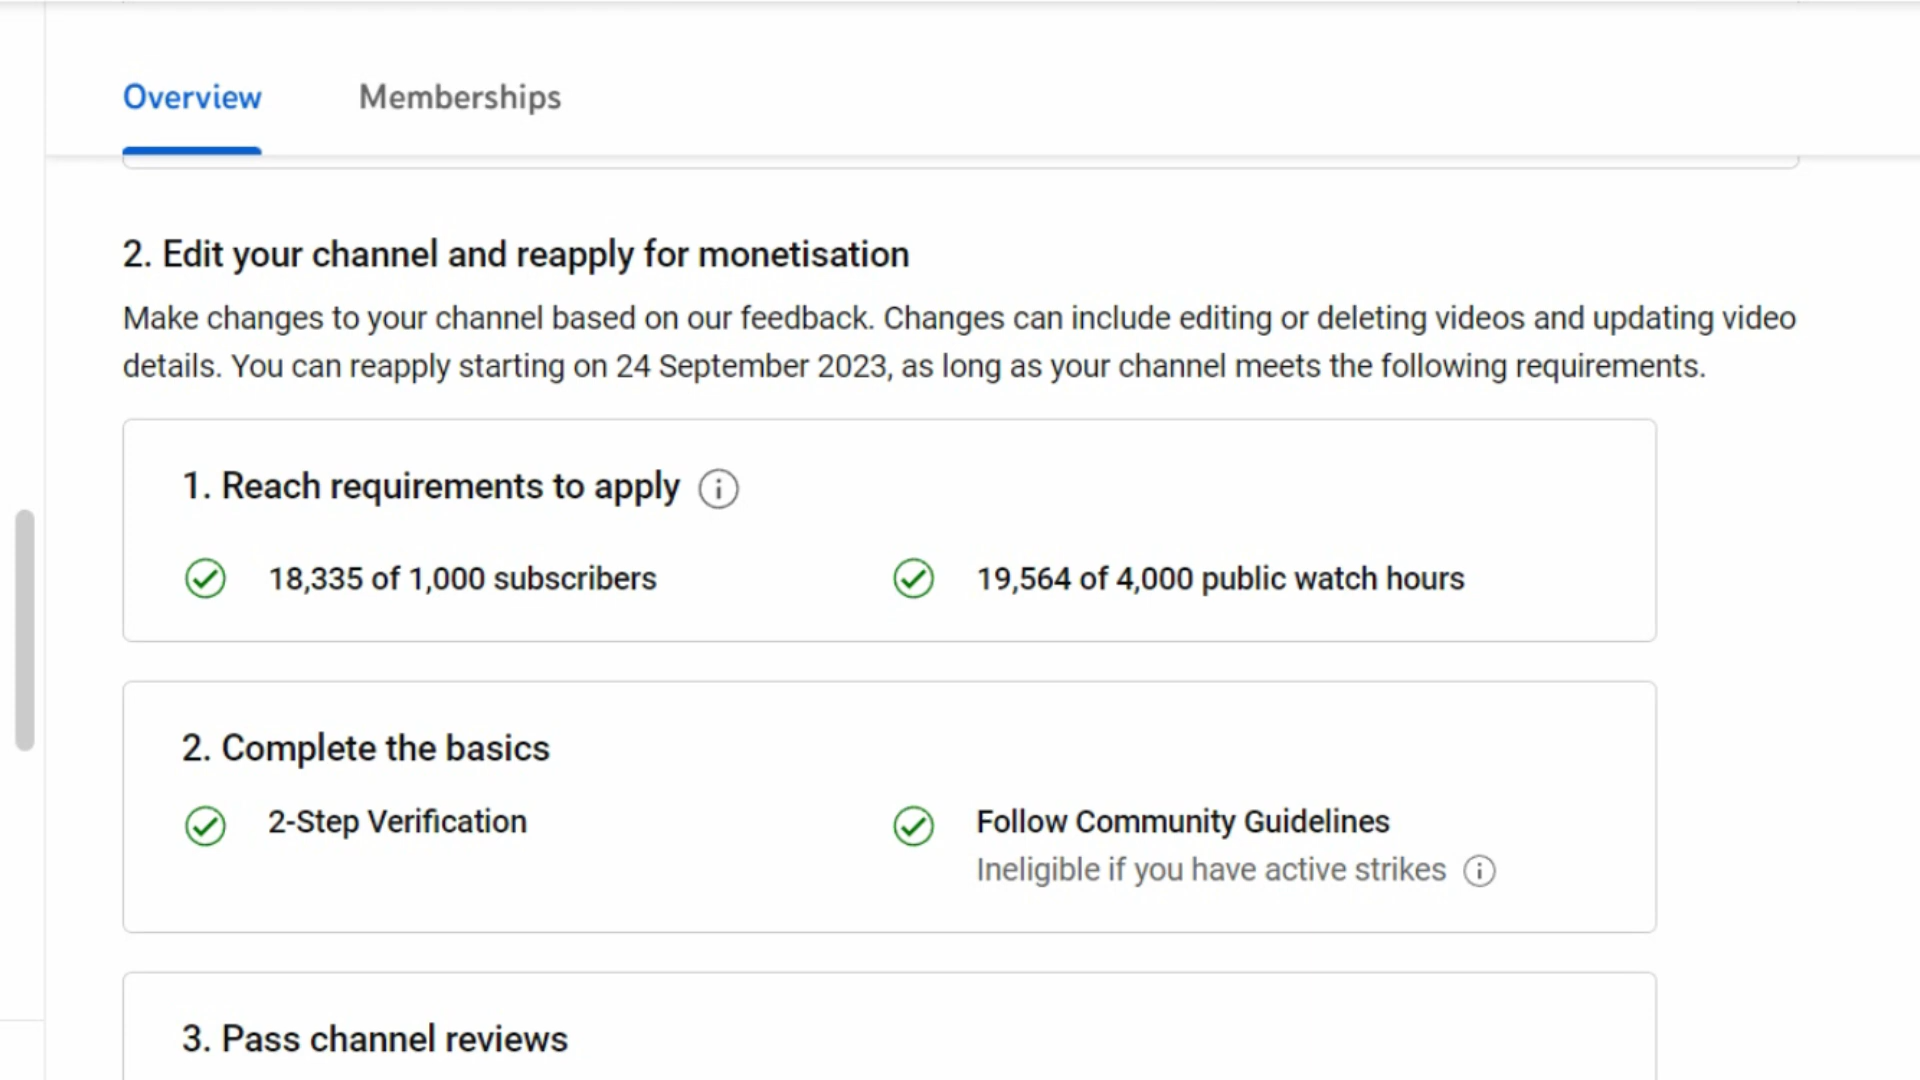 Overview
Memberships
2. Edit your channel and reapply for monetisation
Make changes to your channel based on our feedback. Changes can include editing or deleting videos and updating video
details. You can reapply starting on 24 September 2023, as long as your channel meets the following requirements.
1. Reach requirements to apply
18,335 of 1,000 subscribers
19,564 of 4,000 public watch hours
2. Complete the basics
2-Step Verification
Follow Community Guidelines
Ineligible if you have active strikes
3. Pass channel reviews